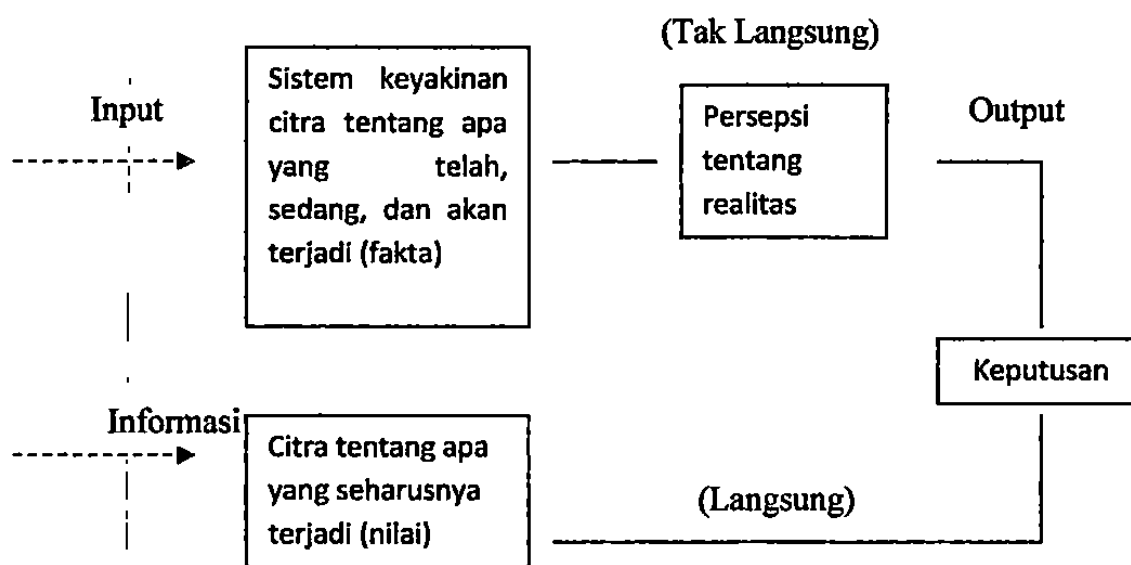 (Tak Langsung)
Input
Sistem keyakinan
citra tentang apa
yang telah,
sedang, dan akan
terjadi (fakta)
Persepsi
tentang
realitas
Output
Keputusan
Informasi
Citra tentang apa
yang seharusnya
terjadi (nilai)
(Langsung)